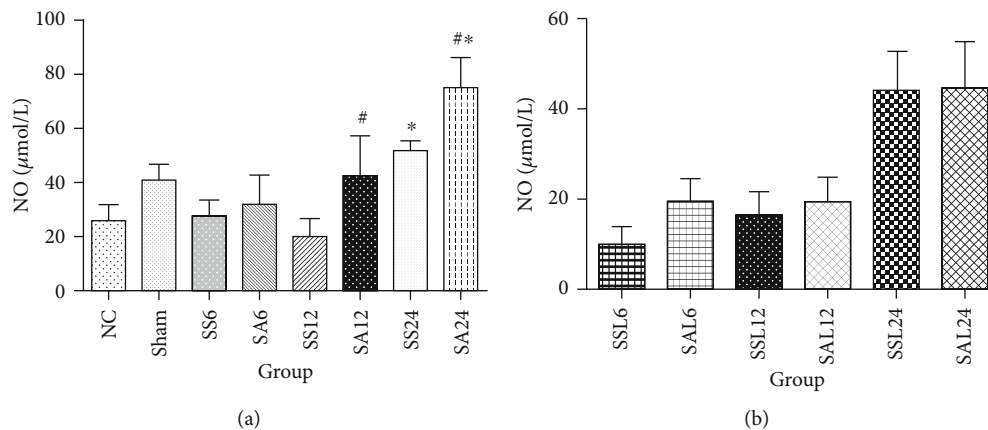 100
80
60
40
20
0
NO (μmol/L)
#
*
#*
NC
Sham
SS6
SA6
SS12
SA12
SS24
SA24
Group
(a)
60
40
20
0
NO (μmol/L)
SSL6
SAL6
SSL12
SAL12
SSL24
SAL24
Group
(b)